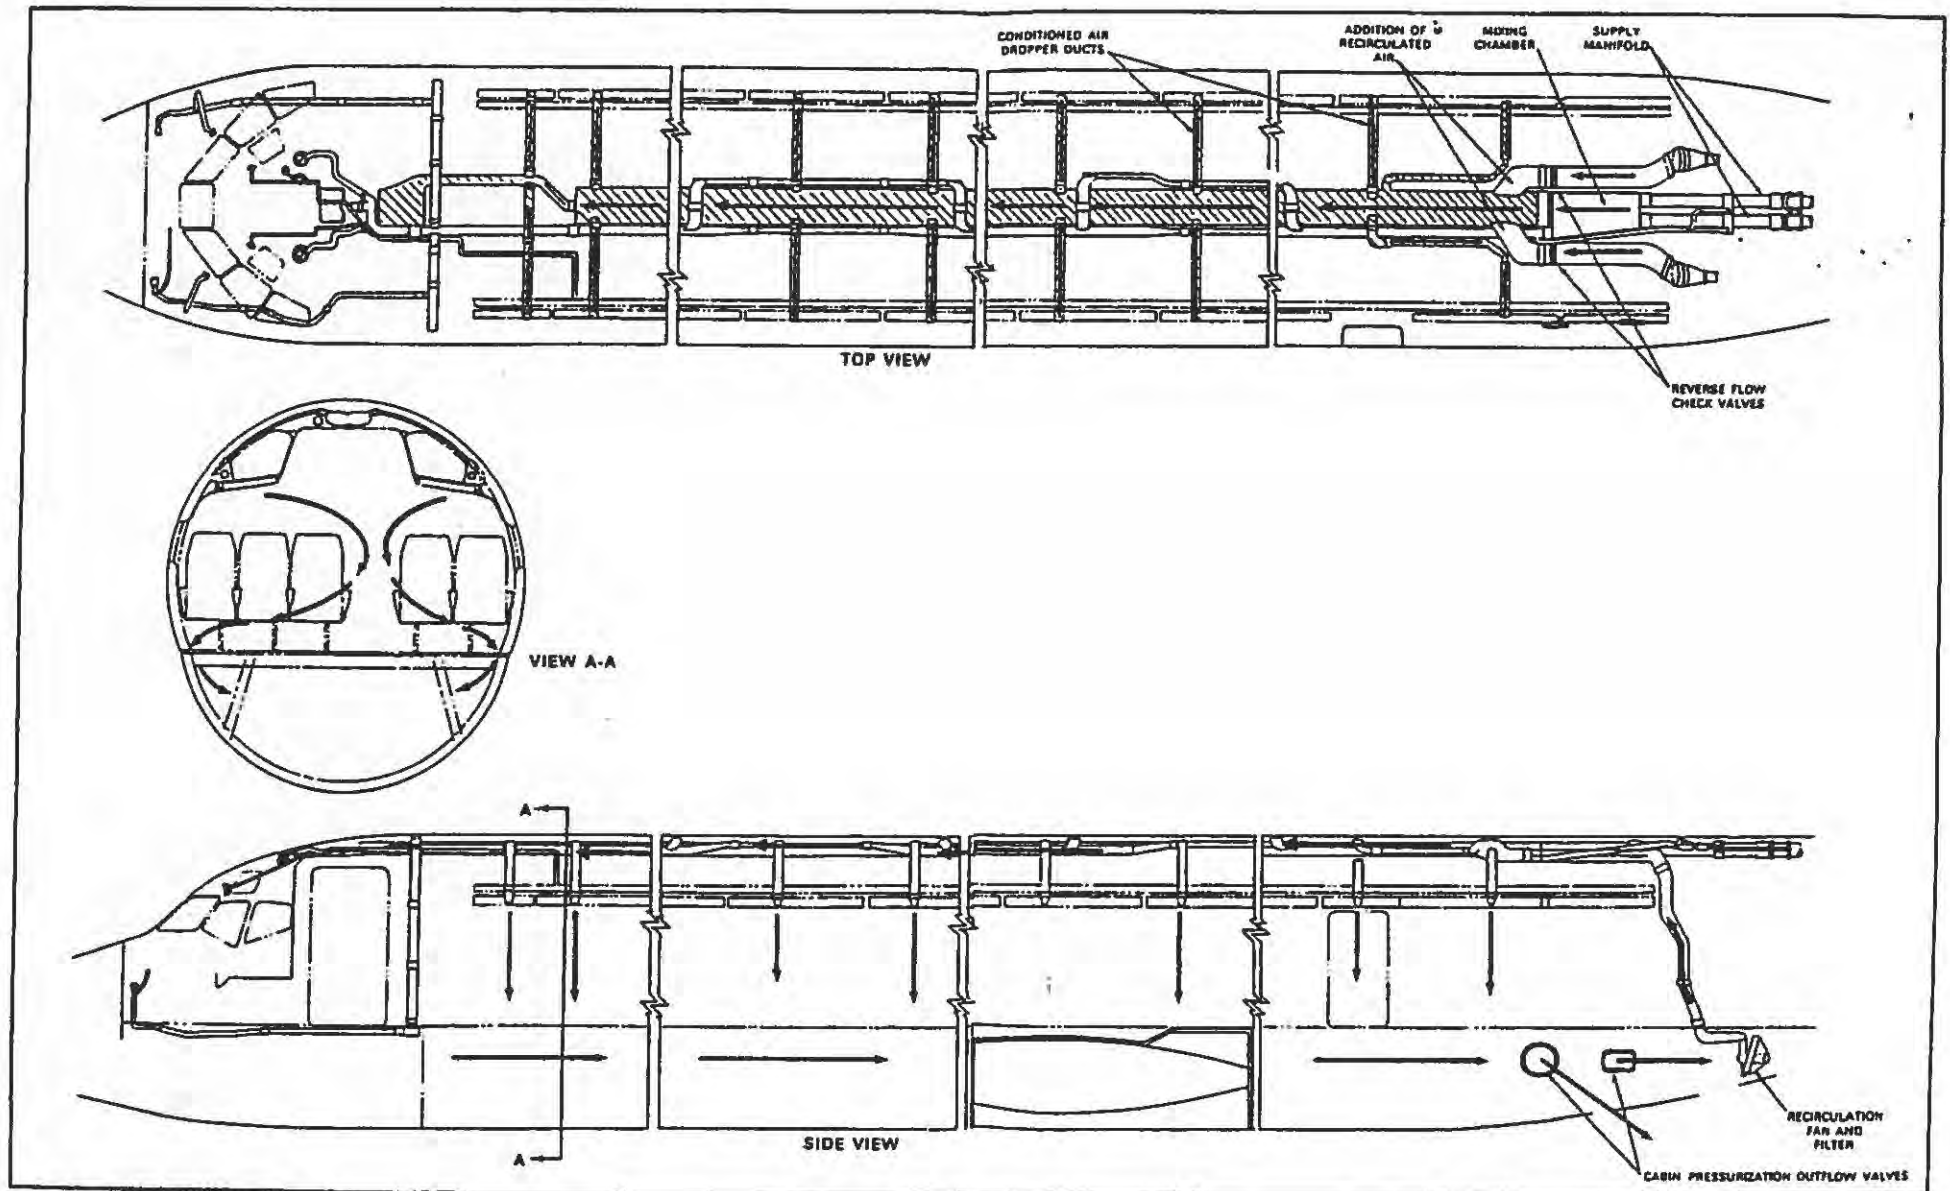 CONDITIONED AIR
DROPPER DUCTS
ADDITION OF
RECIRCULATED
AIR
MIXING
CHAMBER
SUPPLY
MANIFOLD
TOP VIEW
REVERSE FLOW
CHECK VALVES
VIEW A-A
A
A
SIDE VIEW
RECIRCULATION
FAN AND
FILTER
CABIN PRESSURIZATION OUTFLOW VALVES